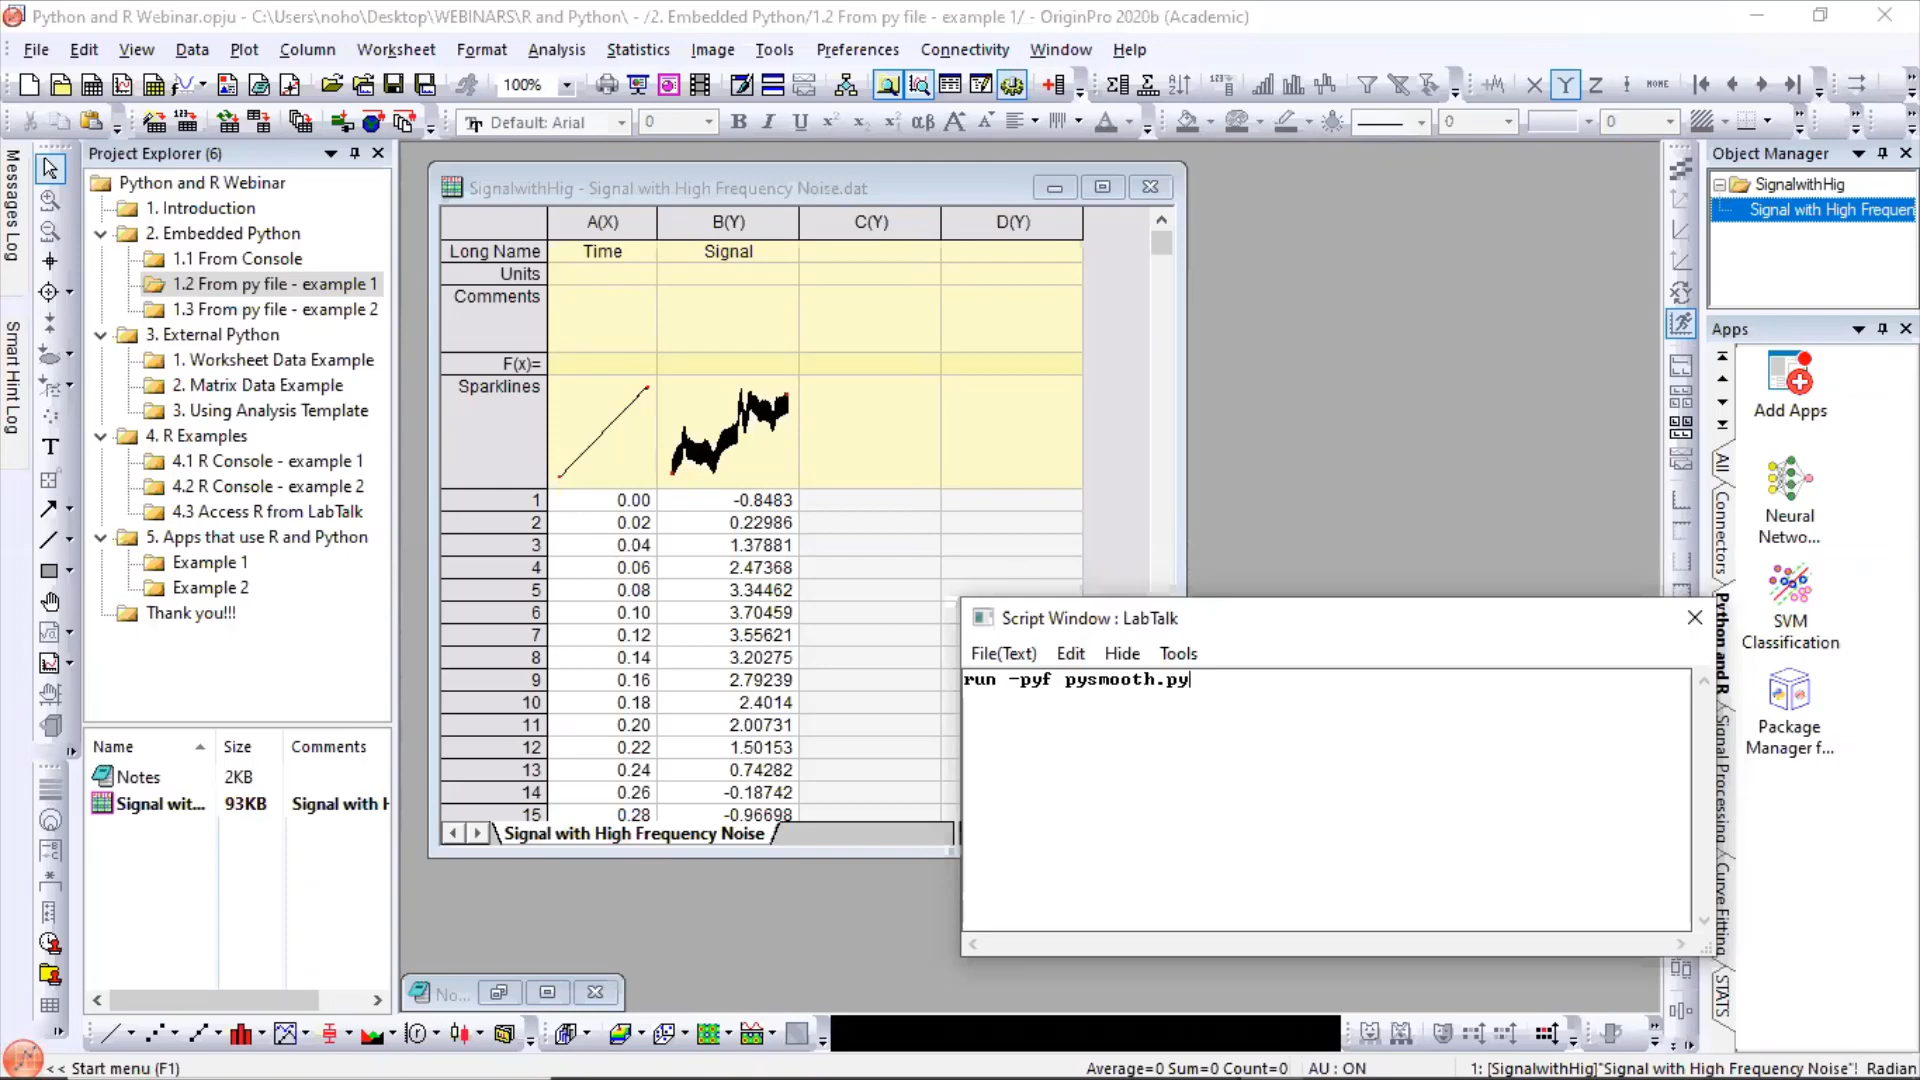 Python and R Webinar.opju - C:\Users\noho\Desktop\WEBINARS\R and Python\ - /2. Embedded Python/1.2 From py file - example 1/ - OriginPro 2020b (Academic)
File Edit View Data Plot Column Worksheet Format Analysis Statistics Image Tools Preferences Connectivity Window Help
100%
HOME
Default: Arial 0 B I U αβ A 0 0
Messages Log
Smart Hint Log
Project Explorer (6)
Python and R Webinar
1. Introduction
2. Embedded Python
1.1 From Console
1.2 From py file - example 1
1.3 From py file - example 2
3. External Python
1. Worksheet Data Example
2. Matrix Data Example
3. Using Analysis Template
4. R Examples
4.1 R Console - example 1
4.2 R Console - example 2
4.3 Access R from LabTalk
5. Apps that use R and Python
Example 1
Example 2
Thank you!!!
Name Size Comments
Notes 2KB
Signal wit... 93KB Signal with H
SignalwithHig - Signal with High Frequency Noise.dat
A(X) B(Y) C(Y) D(Y)
Long Name Time Signal
Units
Comments
F(x)=
Sparklines
1 0.00 -0.8483
2 0.02 0.22986
3 0.04 1.37881
4 0.06 2.47368
5 0.08 3.34462
6 0.10 3.70459
7 0.12 3.55621
8 0.14 3.20275
9 0.16 2.79239
10 0.18 2.4014
11 0.20 2.00731
12 0.22 1.50153
13 0.24 0.74282
14 0.26 -0.18742
15 0.28 -0.96698
Signal with High Frequency Noise
No...
Script Window : LabTalk
File(Text) Edit Hide Tools
run -pyf pysmooth.py
Object Manager
SignalwithHig
Signal with High Frequen
Apps
All
Connectors
Python and R
Signal Processing
Curve Fitting
STATS
Add Apps
Neural
Netwo...
SVM
Classification
Package
Manager f...
<< Start menu (F1)
Average=0 Sum=0 Count=0 AU : ON 1: [SignalwithHig]"Signal with High Frequency Noise"! Radian